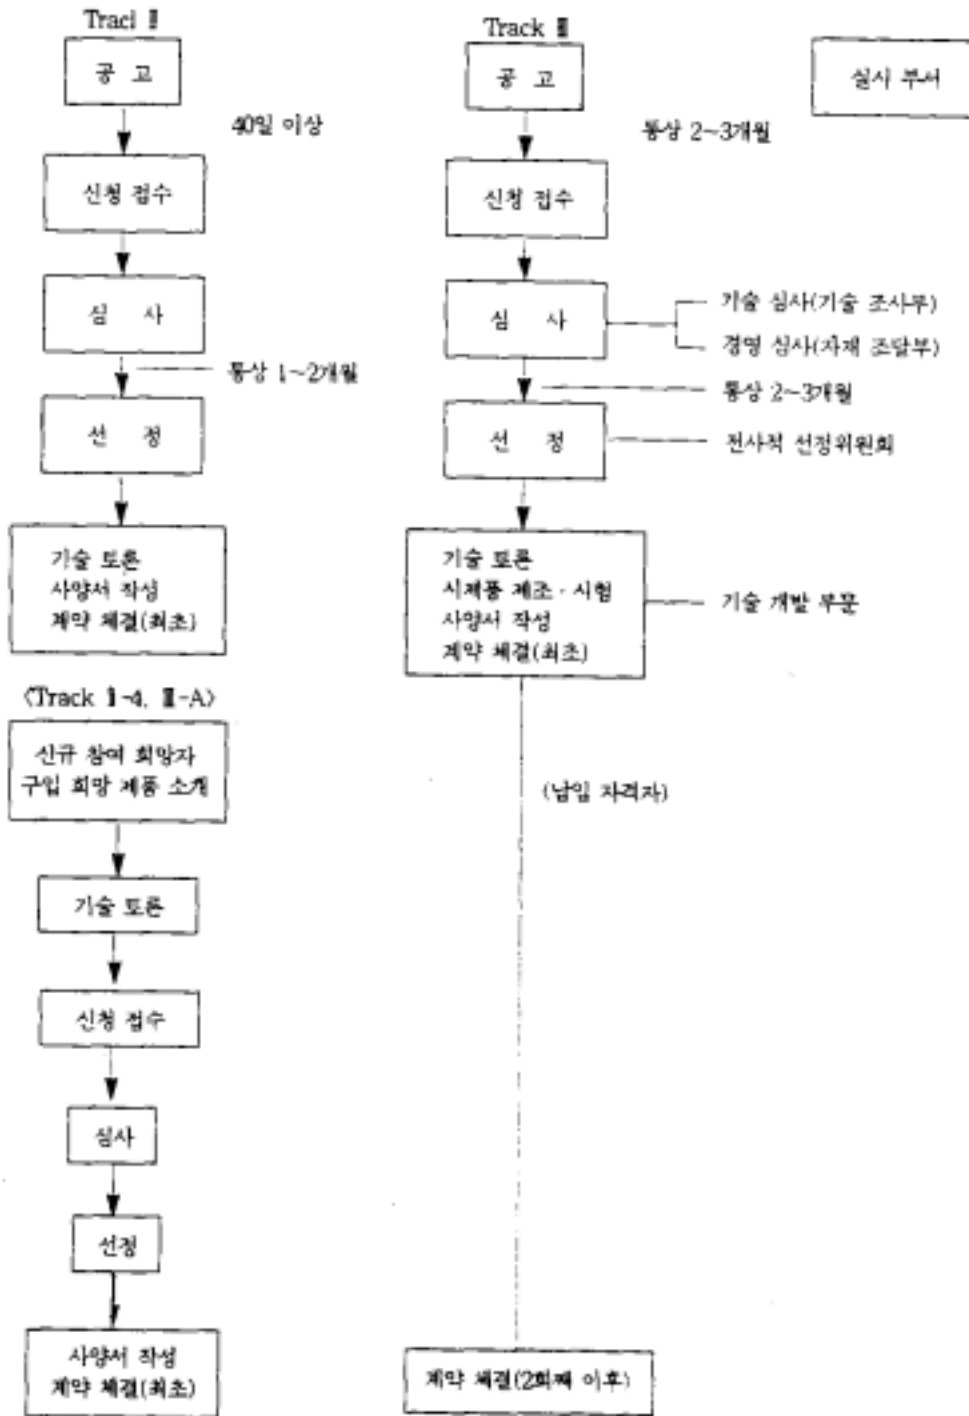 Tracl Ⅱ
공 고
40일 이상
신청 접수
심 사
통상 1~2개월
선 정
기술 토론
사양서 작성
계약 체결(최초)
〈Track Ⅱ-4, Ⅲ-A〉
신규 참여 희망자
구입 희망 제품 소개
기술 토론
신청 접수
심사
선정
사양서 작성
계약 체결(최초)
Track Ⅲ
공 고
통상 2~3개월
신청 접수
심 사
기술 심사(기술 조사부)
경영 심사(자재 조달부)
통상 2~3개월
선 정
전사적 선정위원회
기술 토론
시제품 제조·시험
사양서 작성
계약 체결(최초)
기술 개발 부문
(납입 자격자)
계약 체결(2회째 이후)
실시 부서